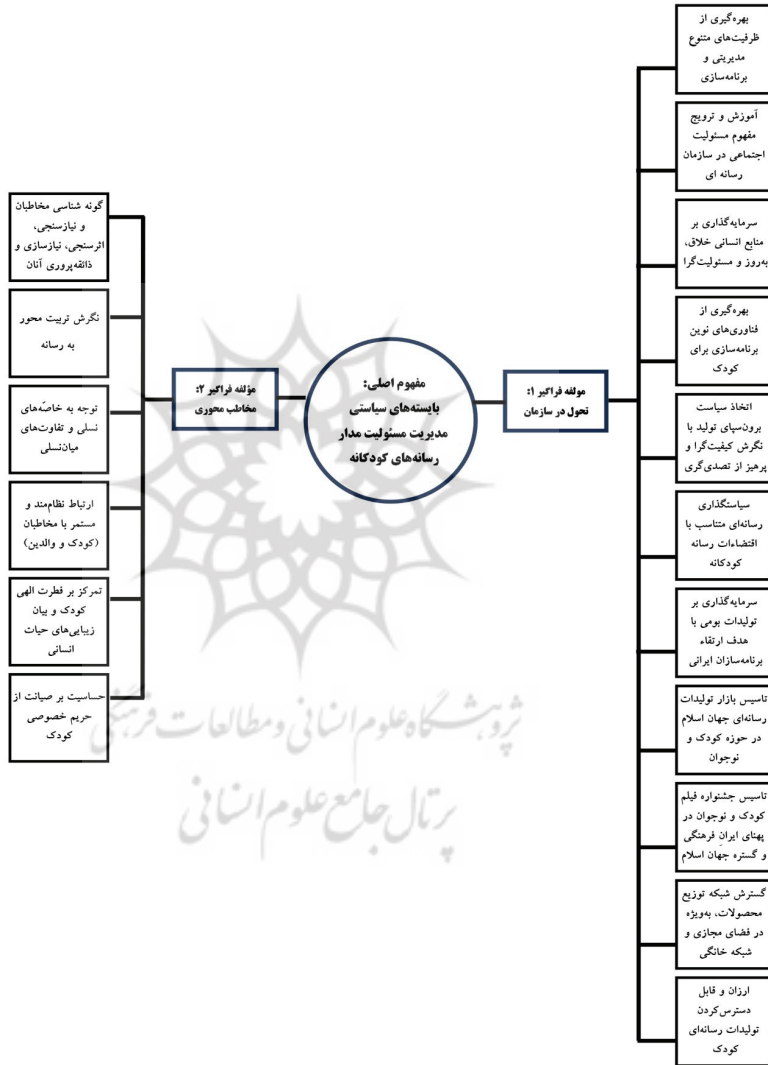 مفهوم اصلی:
بایسته‌های سیاستی
مدیریت مسئولیت مدار
رسانه‌های کودکانه
مولفه فراگیر ۱:
تحول در سازمان
بهره‌گیری از
ظرفیت‌های متنوع
مدیریتی و
برنامه‌سازی
آموزش و ترویج
مفهوم مسئولیت
اجتماعی در سازمان
رسانه ای
سرمایه‌گذاری بر
منابع انسانی خلاق،
به‌روز و مسئولیت‌گرا
بهره‌گیری از
فناوری‌های نوین
برنامه‌سازی برای
کودک
اتخاذ سیاست
برون‌سپاری تولید با
نگرش کیفیت‌گرا و
پرهیز از تصدی‌گری
سیاستگذاری
رسانه‌ای متناسب با
اقتضاءات رسانه
کودکانه
سرمایه‌گذاری بر
تولیدات بومی با
هدف ارتقاء
برنامه‌سازان ایرانی
تاسیس بازار تولیدات
رسانه‌ای جهان اسلام
در حوزه کودک و
نوجوان
تاسیس جشنواره فیلم
کودک و نوجوان در
پهنای ایران فرهنگی
و گستره جهان اسلام
گسترش شبکه توزیع
محصولات، به‌ویژه
در فضای مجازی و
شبکه خانگی
ارزان و قابل
دسترس‌کردن
تولیدات رسانه‌ای
کودک
مؤلفه فراگیر ۲:
مخاطب محوری
گونه شناسی مخاطبان
و نیازسنجی،
اثرسنجی، نیازسازی و
ذائقه‌پروری آنان
نگرش تربیت محور
به رسانه
توجه به خاصّه‌های
نسلی و تفاوت‌های
میان‌نسلی
ارتباط نظام‌مند و
مستمر با مخاطبان
(کودک و والدین)
تمرکز بر فطرت الهی
کودک و بیان
زیبایی‌های حیات
انسانی
حساسیت بر صیانت از
حریم خصوصی
کودک
پژوهشگاه علوم انسانی و مطالعات فرهنگی
پرتال جامع علوم انسانی